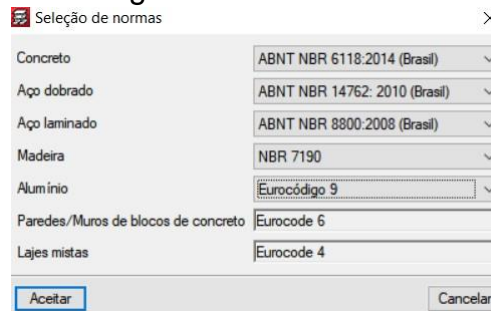 Seleção de normas
Concreto ABNT NBR 6118:2014 (Brasil)
Aço dobrado ABNT NBR 14762: 2010 (Brasil)
Aço laminado ABNT NBR 8800:2008 (Brasil)
Madeira NBR 7190
Alumínio Eurocódigo 9
Paredes/Muros de blocos de concreto Eurocode 6
Lajes mistas Eurocode 4
Aceitar Cancelar